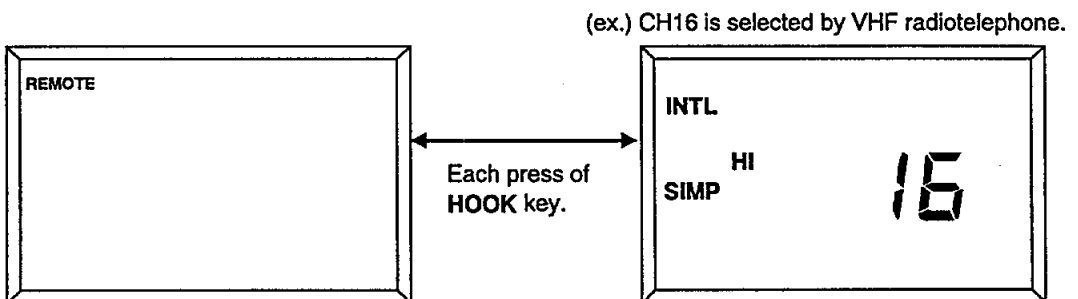 (ex.) CH16 is selected by VHF radiotelephone.
REMOTE
Each press of
HOOK key.
INTL
HI
SIMP
16